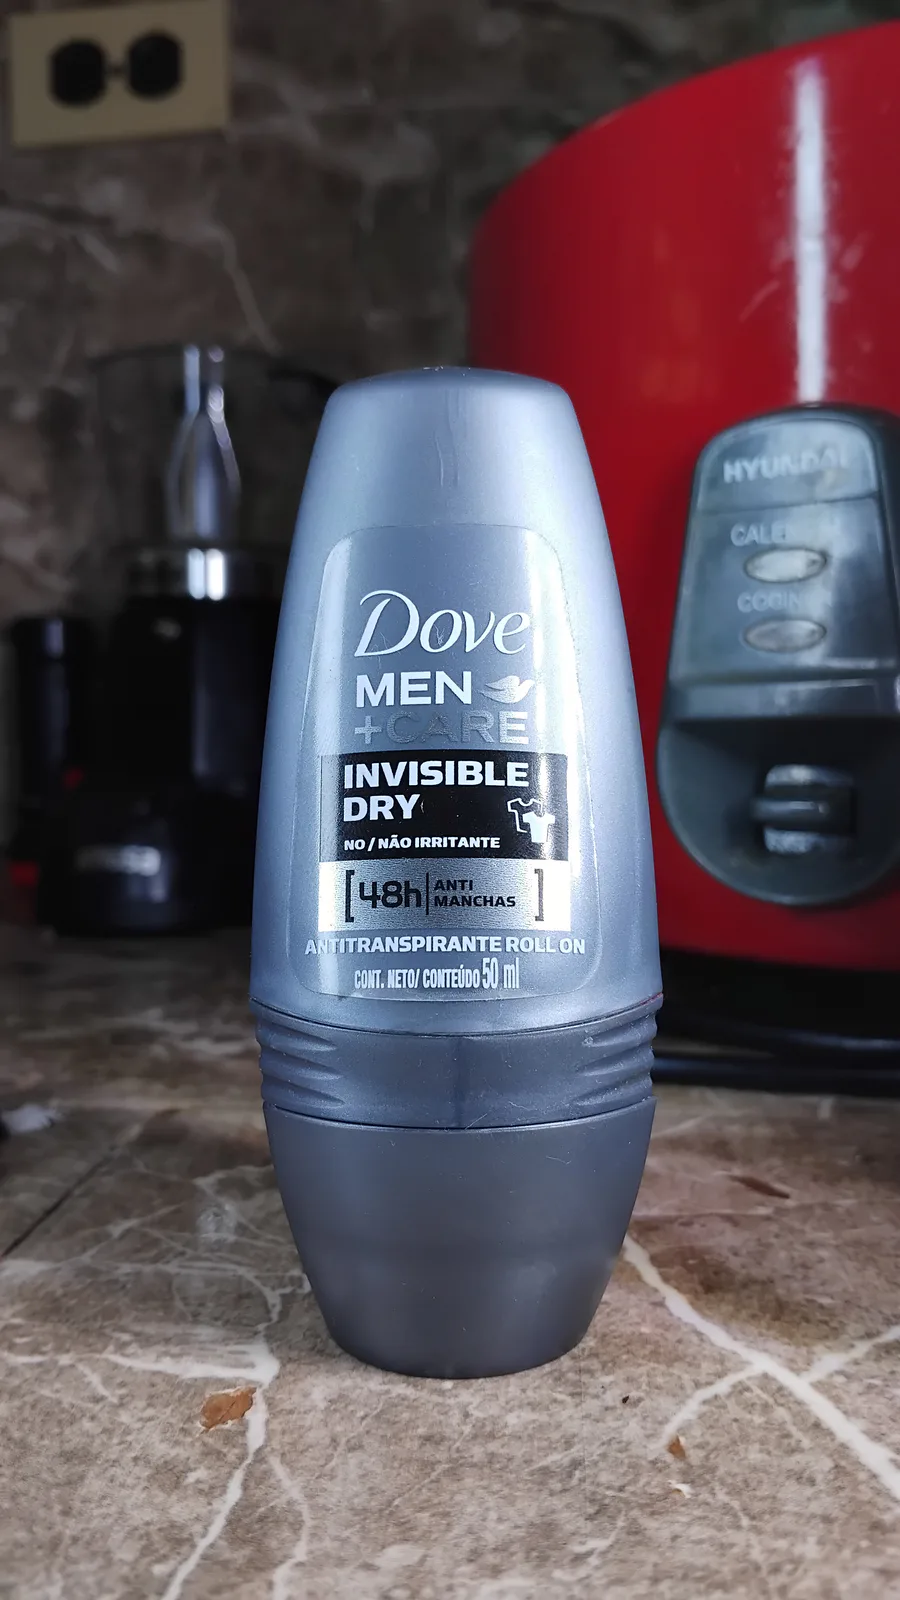 Dove
MEN
+CARE
INVISIBLE
DRY
NO / NÃO IRRITANTE
[48h| ANTI
MANCHAS ]
ANTITRANSPIRANTE ROLL ON
CONT. NETO/ CONTEÚDO 50 ml
HYUNDAI